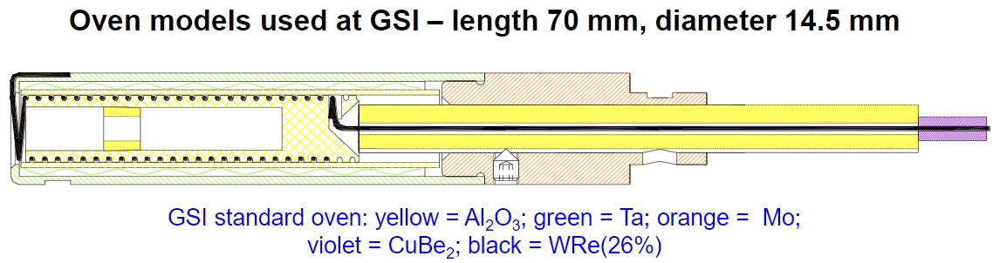 Oven models used at GSI – length 70 mm, diameter 14.5 mm
GSI standard oven: yellow = Al₂O₃; green = Ta; orange =  Mo;
violet = CuBe₂; black = WRe(26%)